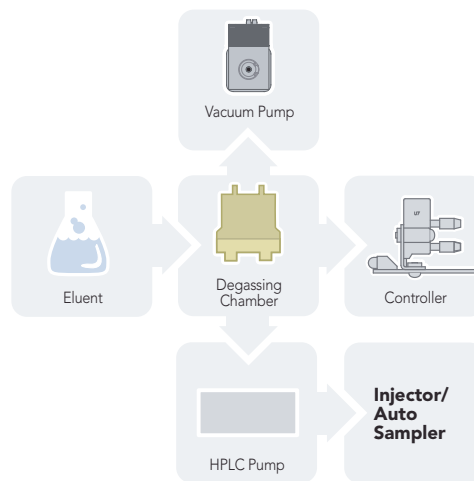 Vacuum Pump
Eluent
Degassing
Chamber
Controller
HPLC Pump
Injector/
Auto
Sampler